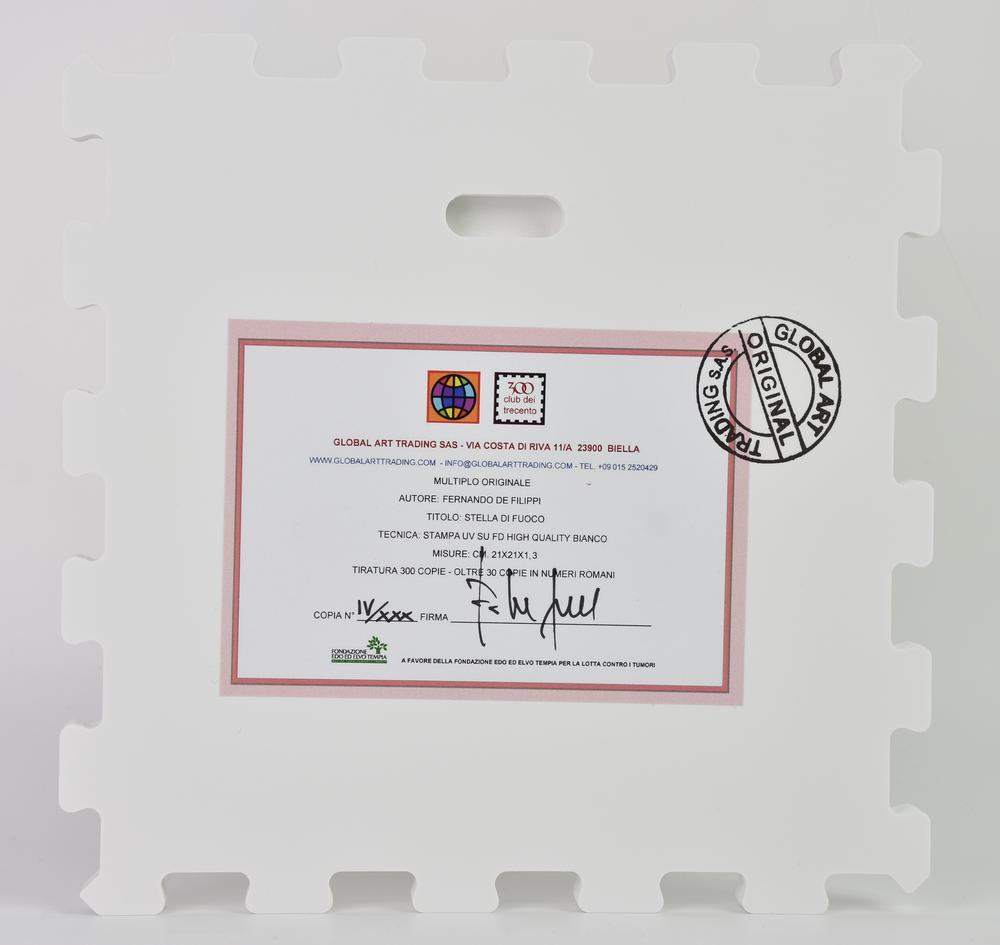 300
club dei
trecento
GLOBAL ART
ORIGINAL
TRADING S.A.S.
GLOBAL ART TRADING SAS - VIA COSTA DI RIVA 11/A 23900 BIELLA
WWW.GLOBALARTTRADING.COM - INFO@GLOBALARTTRADING.COM - TEL. +09 015 2520429
MULTIPLO ORIGINALE
AUTORE: FERNANDO DE FILIPPI
TITOLO: STELLA DI FUOCO
TECNICA: STAMPA UV SU FD HIGH QUALITY BIANCO
MISURE: CM. 21X21X1,3
TIRATURA 300 COPIE - OLTRE 30 COPIE IN NUMERI ROMANI
COPIA N° IV/XXX FIRMA
FONDAZIONE
EDO ED ELVO TEMPIA
A FAVORE DELLA FONDAZIONE EDO ED ELVO TEMPIA PER LA LOTTA CONTRO I TUMORI